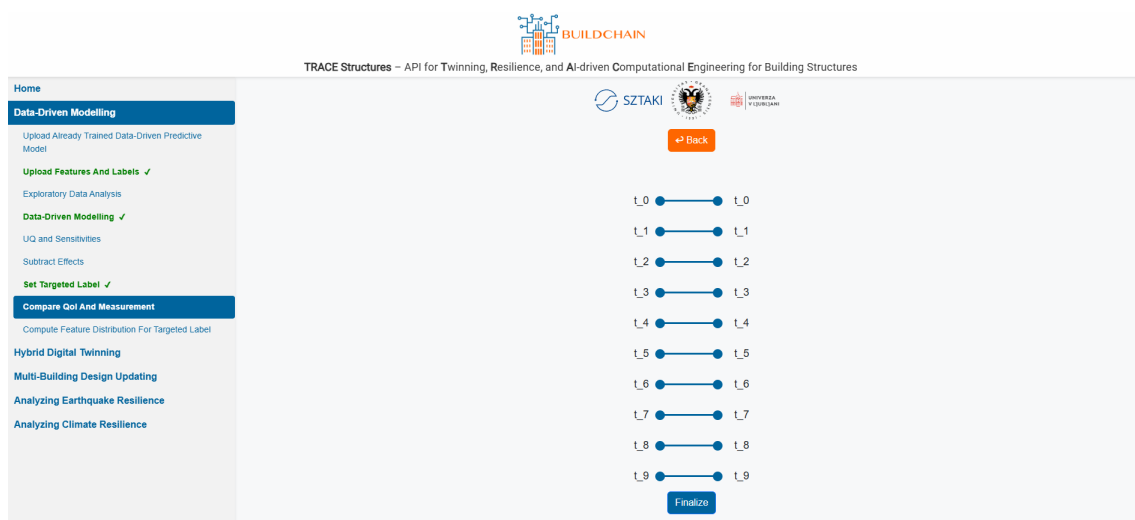 BUILDCHAIN
TRACE Structures – API for Twinning, Resilience, and AI-driven Computational Engineering for Building Structures
Home
Data-Driven Modelling
Upload Already Trained Data-Driven Predictive
Model
Upload Features And Labels ✓
Exploratory Data Analysis
Data-Driven Modelling ✓
UQ and Sensitivities
Subtract Effects
Set Targeted Label ✓
Compare QoI And Measurement
Compute Feature Distribution For Targeted Label
Hybrid Digital Twinning
Multi-Building Design Updating
Analyzing Earthquake Resilience
Analyzing Climate Resilience
SZTAKI
UNIVERZA
V LJUBLJANI
↩ Back
t_0 t_0
t_1 t_1
t_2 t_2
t_3 t_3
t_4 t_4
t_5 t_5
t_6 t_6
t_7 t_7
t_8 t_8
t_9 t_9
Finalize